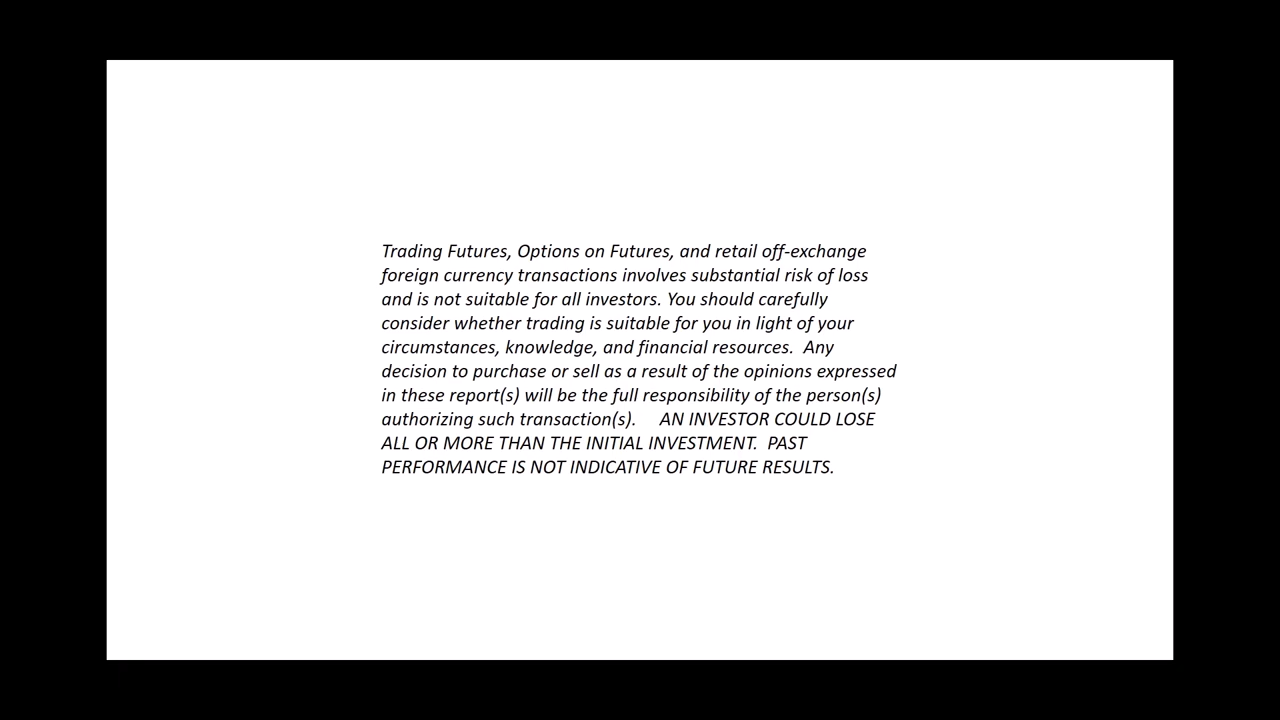 Trading Futures, Options on Futures, and retail off-exchange
foreign currency transactions involves substantial risk of loss
and is not suitable for all investors. You should carefully
consider whether trading is suitable for you in light of your
circumstances, knowledge, and financial resources.  Any
decision to purchase or sell as a result of the opinions expressed
in these report(s) will be the full responsibility of the person(s)
authorizing such transaction(s).     AN INVESTOR COULD LOSE
ALL OR MORE THAN THE INITIAL INVESTMENT.  PAST
PERFORMANCE IS NOT INDICATIVE OF FUTURE RESULTS.